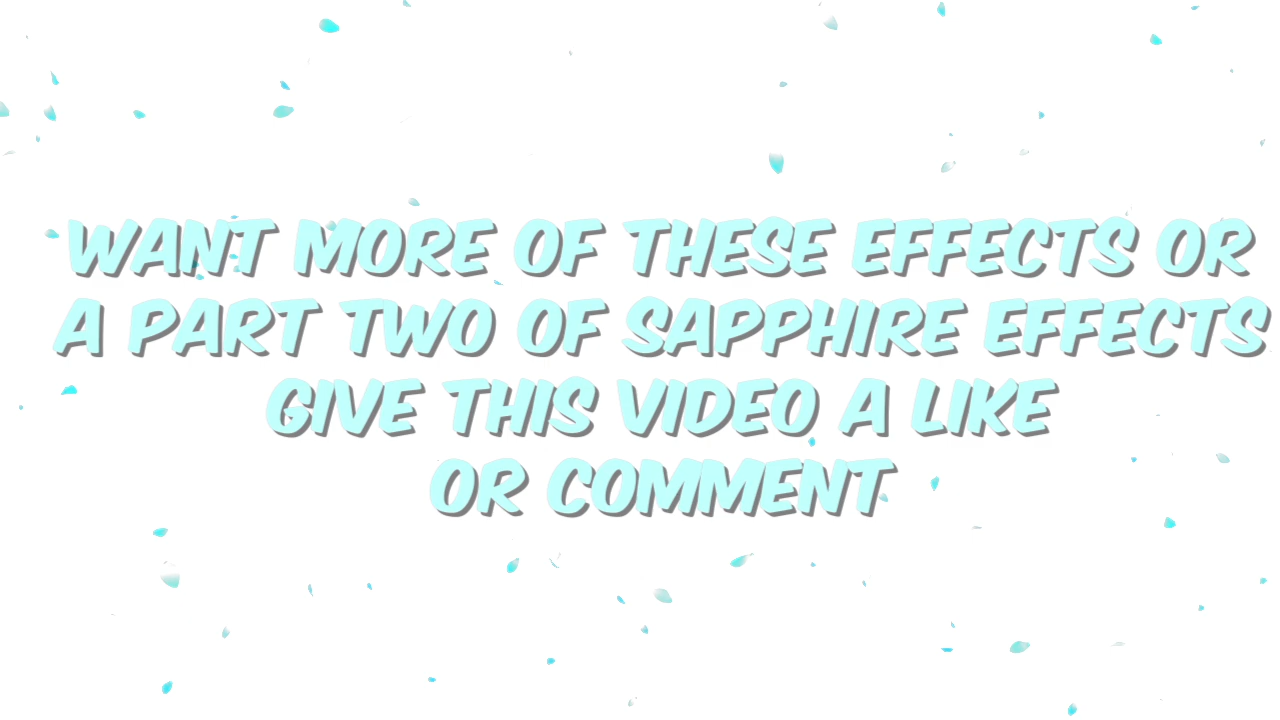 WANT MORE OF THESE EFFECTS OR
A PART TWO OF SAPPHIRE EFFECTS
GIVE THIS VIDEO A LIKE
OR COMMENT